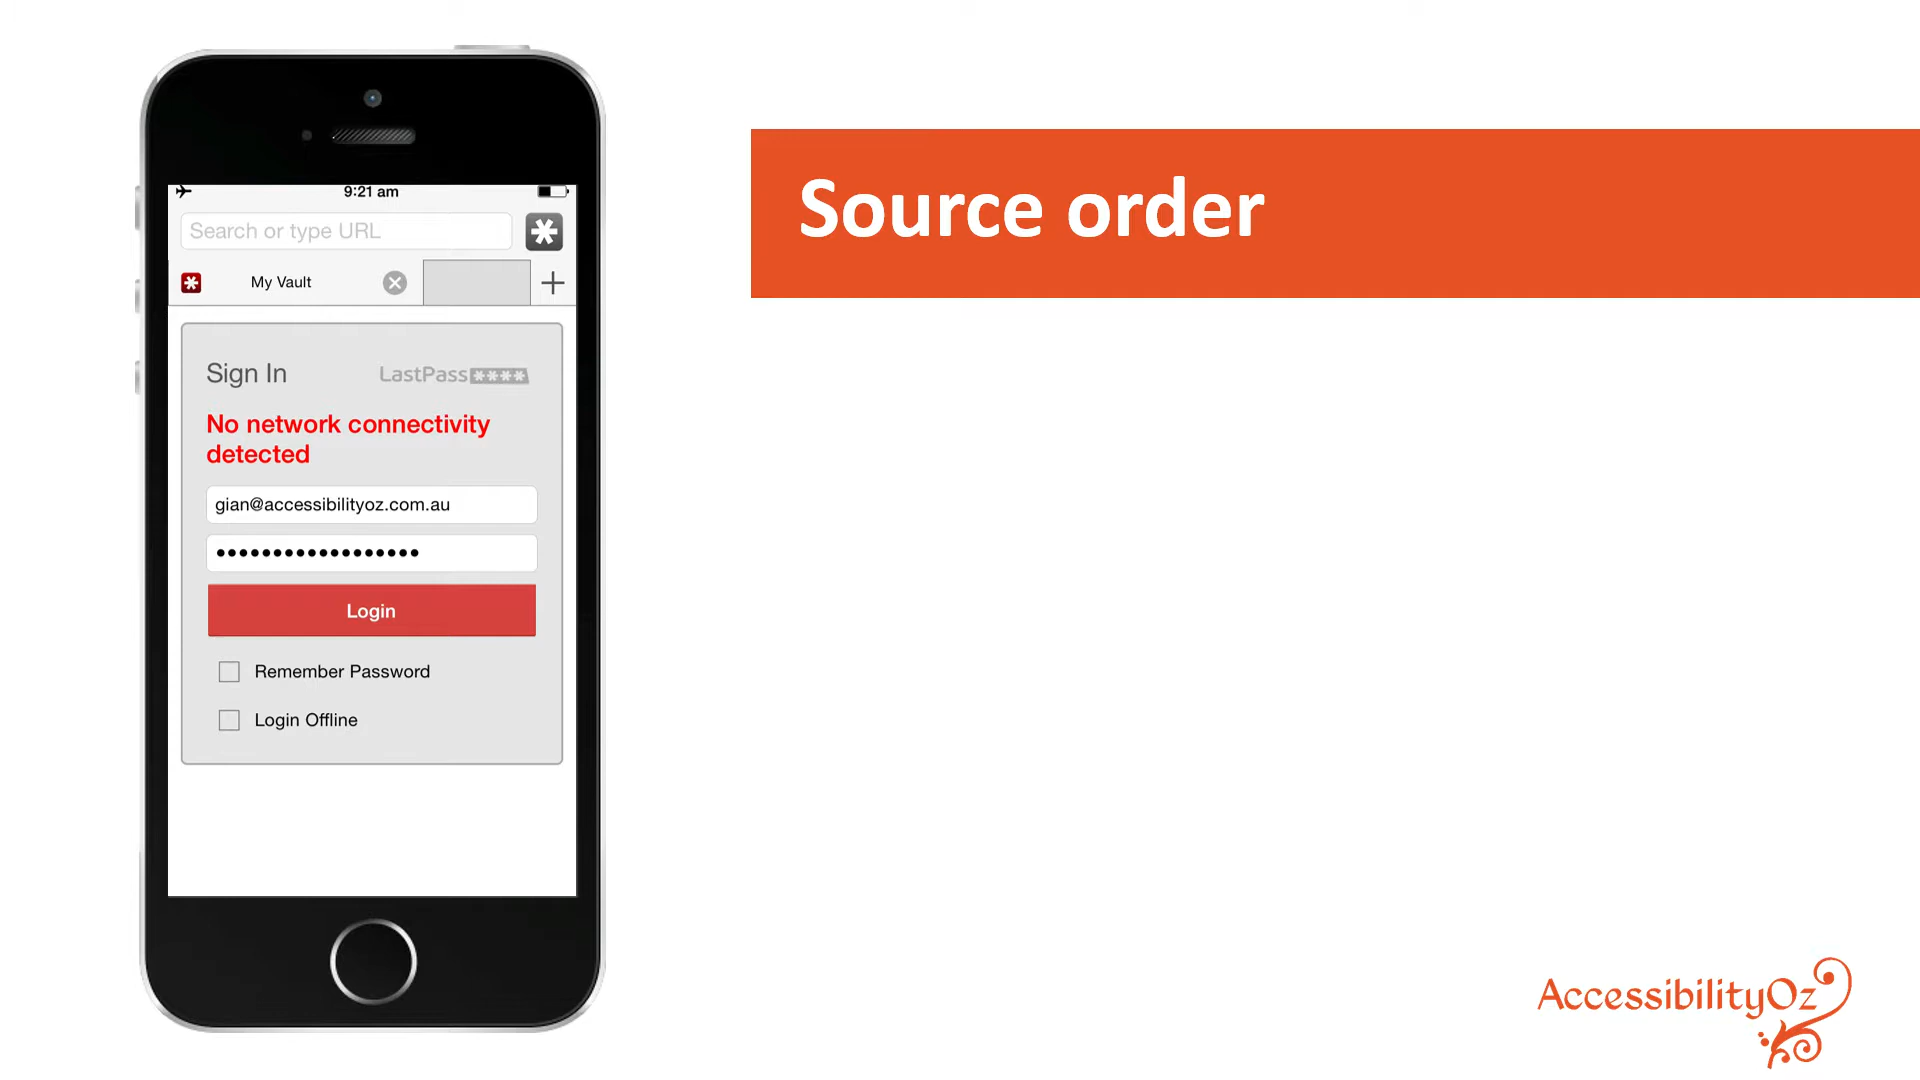 Source order
9:21 am
Search or type URL
My Vault
Sign In
LastPass ****
No network connectivity
detected
gian@accessibilityoz.com.au
••••••••••••••••••
Login
Remember Password
Login Offline
AccessibilityOz